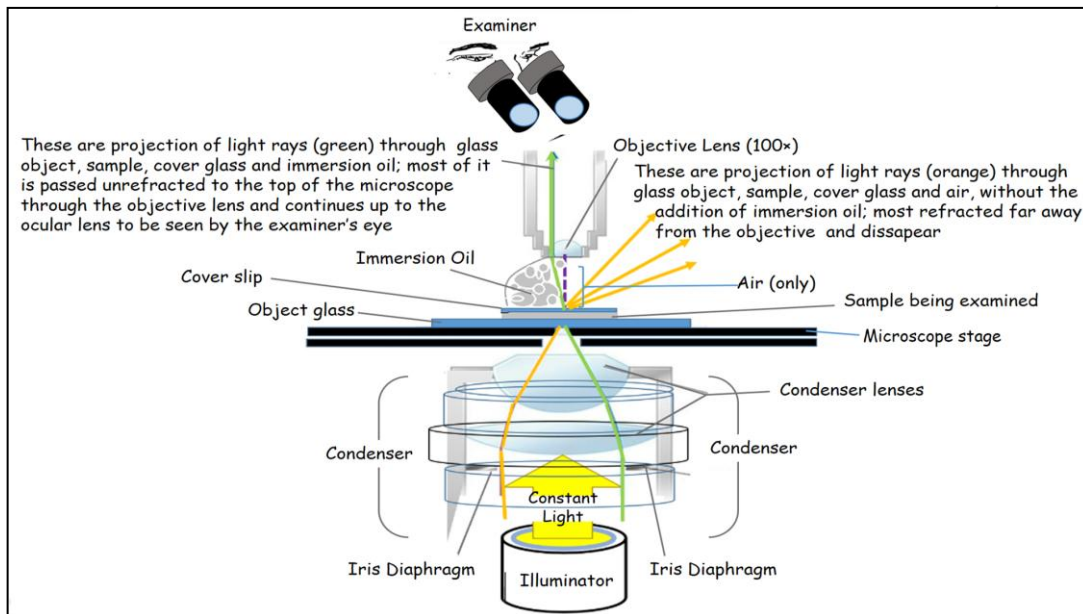 Examiner
These are projection of light rays (green) through glass
object, sample, cover glass and immersion oil; most of it
is passed unrefracted to the top of the microscope
through the objective lens and continues up to the
ocular lens to be seen by the examiner's eye
Objective Lens (100×)
These are projection of light rays (orange) through
glass object, sample, cover glass and air, without the
addition of immersion oil; most refracted far away
from the objective and dissapear
Immersion Oil
Cover slip
Object glass
Air (only)
Sample being examined
Microscope stage
Condenser lenses
Condenser
Condenser
Constant
Light
Iris Diaphragm
Illuminator
Iris Diaphragm